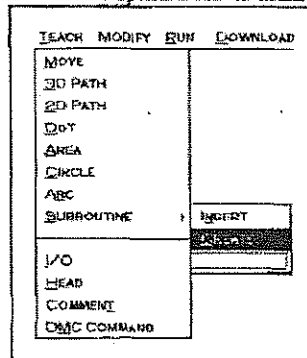 TEACH MODIFY RUN DOWNLOAD
MOVE
3D PATH
2D PATH
DOT
AREA
CIRCLE
ARC
SUBROUTINE INSERT
I/O
HEAD
COMMENT
DMC COMMAND